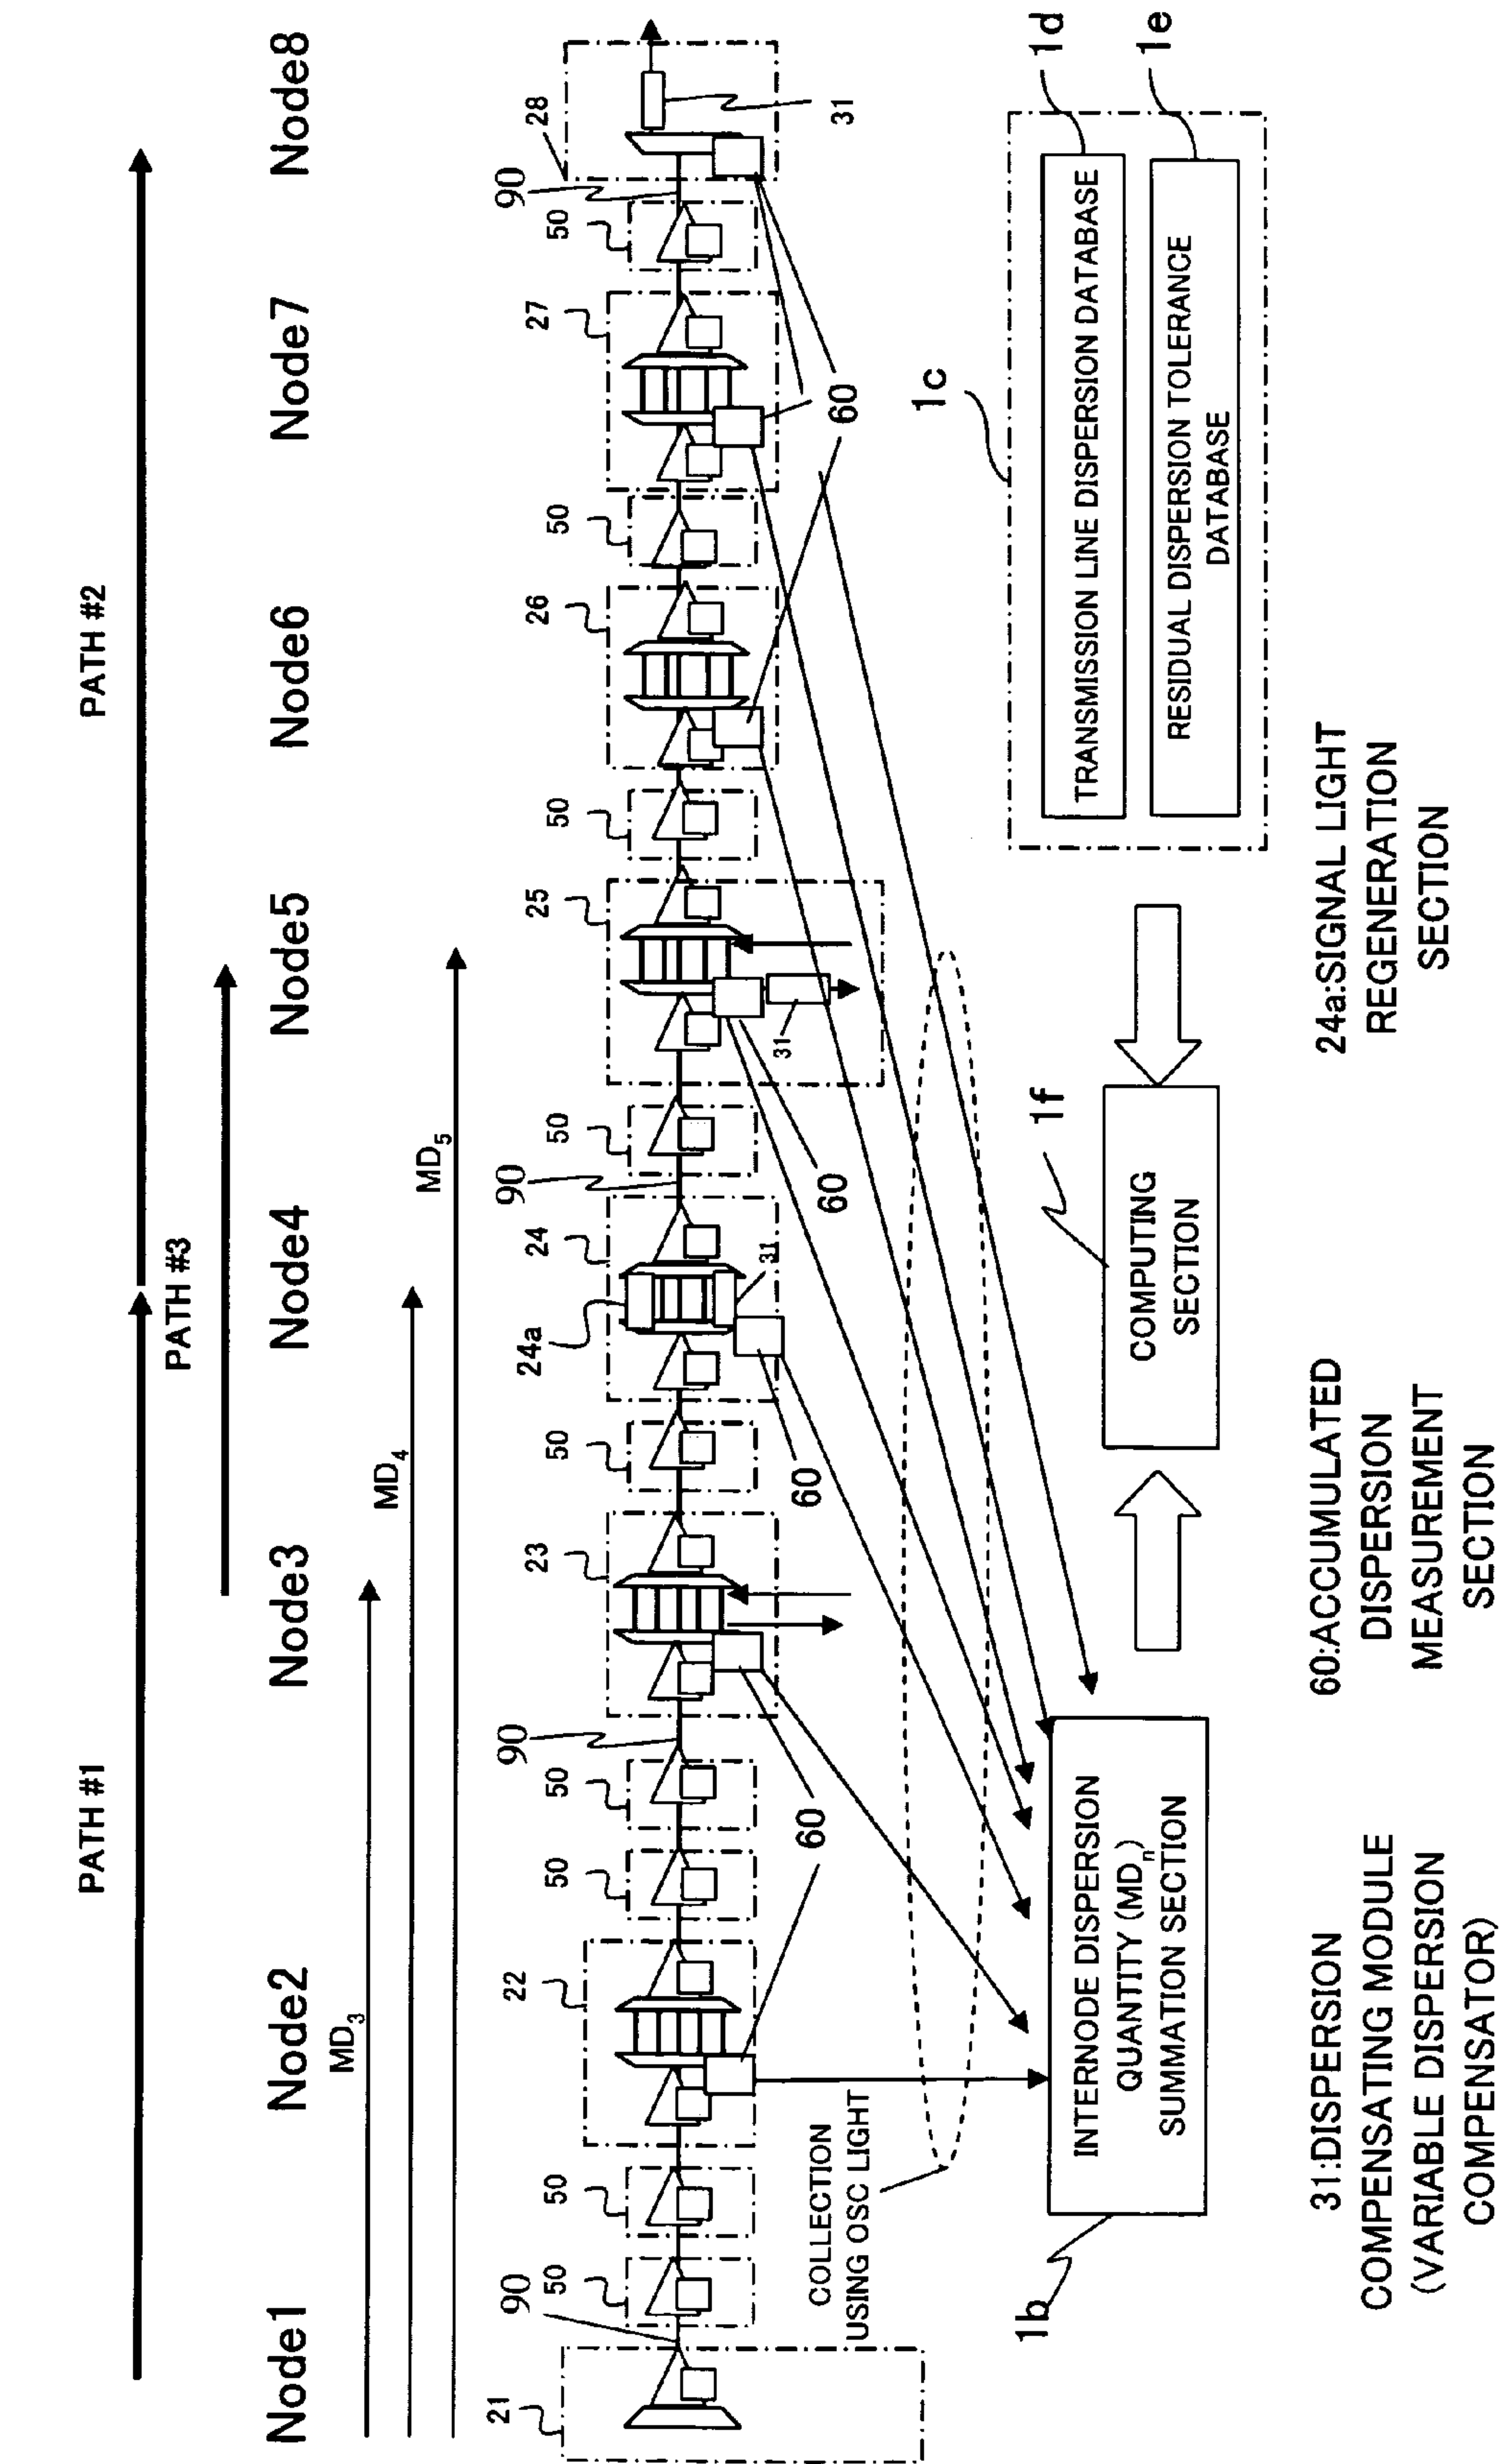 PATH #1
PATH #2
PATH #3
Node1
Node2
Node3
Node4
Node5
Node6
Node7
Node8
MD3
MD4
MD5
21
90
50
50
22
50
50
90
23
50
24a
24
90
50
25
50
26
50
27
50
90
28
31
31
31
60
60
60
60
COLLECTION
USING OSC LIGHT
1b
INTERNODE DISPERSION
QUANTITY (MDn)
SUMMATION SECTION
1f
COMPUTING
SECTION
1c
1d
TRANSMISSION LINE DISPERSION DATABASE
1e
RESIDUAL DISPERSION TOLERANCE
DATABASE
31:DISPERSION
COMPENSATING MODULE
(VARIABLE DISPERSION
COMPENSATOR)
60:ACCUMULATED
DISPERSION
MEASUREMENT
SECTION
24a:SIGNAL LIGHT
REGENERATION
SECTION